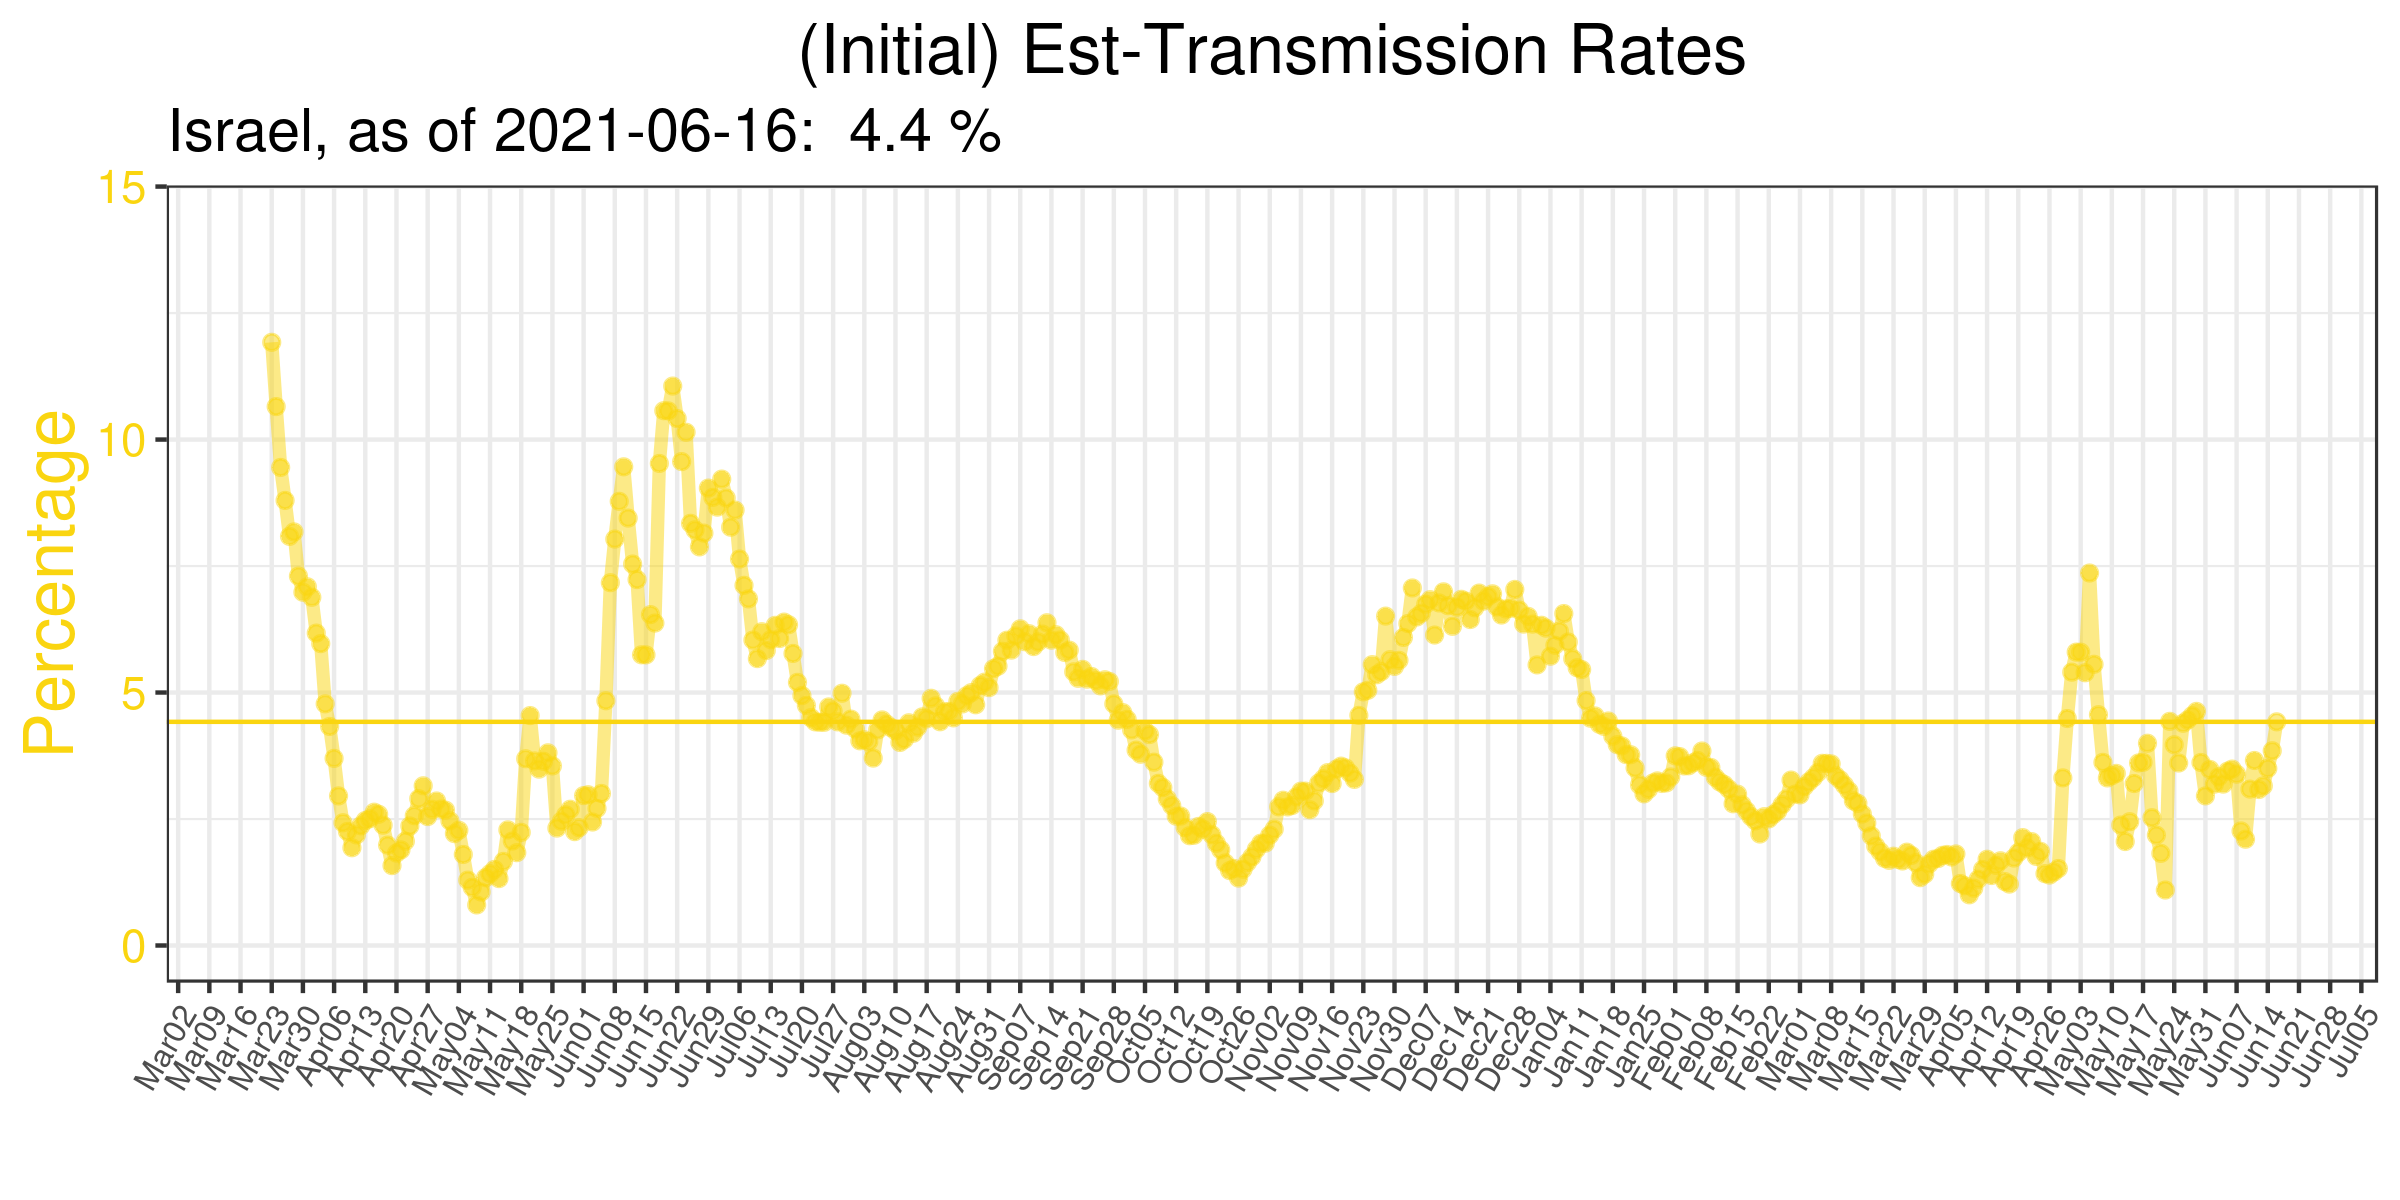 (Initial) Est-Transmission Rates
Israel, as of 2021-06-16:  4.4 %
Percentage
15
10
5
0
Mar02
Mar09
Mar16
Mar23
Mar30
Apr06
Apr13
Apr20
Apr27
May04
May11
May18
May25
Jun01
Jun08
Jun15
Jun22
Jun29
Jul06
Jul13
Jul20
Jul27
Aug03
Aug10
Aug17
Aug24
Aug31
Sep07
Sep14
Sep21
Sep28
Oct05
Oct12
Oct19
Oct26
Nov02
Nov09
Nov16
Nov23
Nov30
Dec07
Dec14
Dec21
Dec28
Jan04
Jan11
Jan18
Jan25
Feb01
Feb08
Feb15
Feb22
Mar01
Mar08
Mar15
Mar22
Mar29
Apr05
Apr12
Apr19
Apr26
May03
May10
May17
May24
May31
Jun07
Jun14
Jun21
Jun28
Jul05